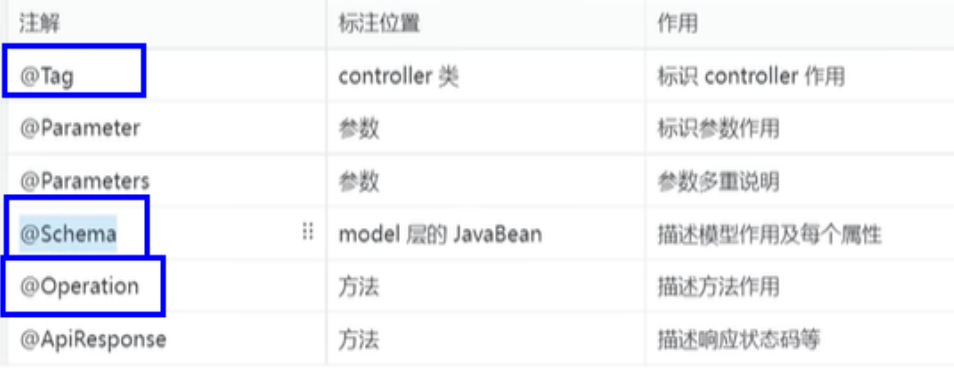 注解 标注位置 作用
@Tag controller 类 标识 controller 作用
@Parameter 参数 标识参数作用
@Parameters 参数 参数多重说明
@Schema model 层的 JavaBean 描述模型作用及每个属性
@Operation 方法 描述方法作用
@ApiResponse 方法 描述响应状态码等